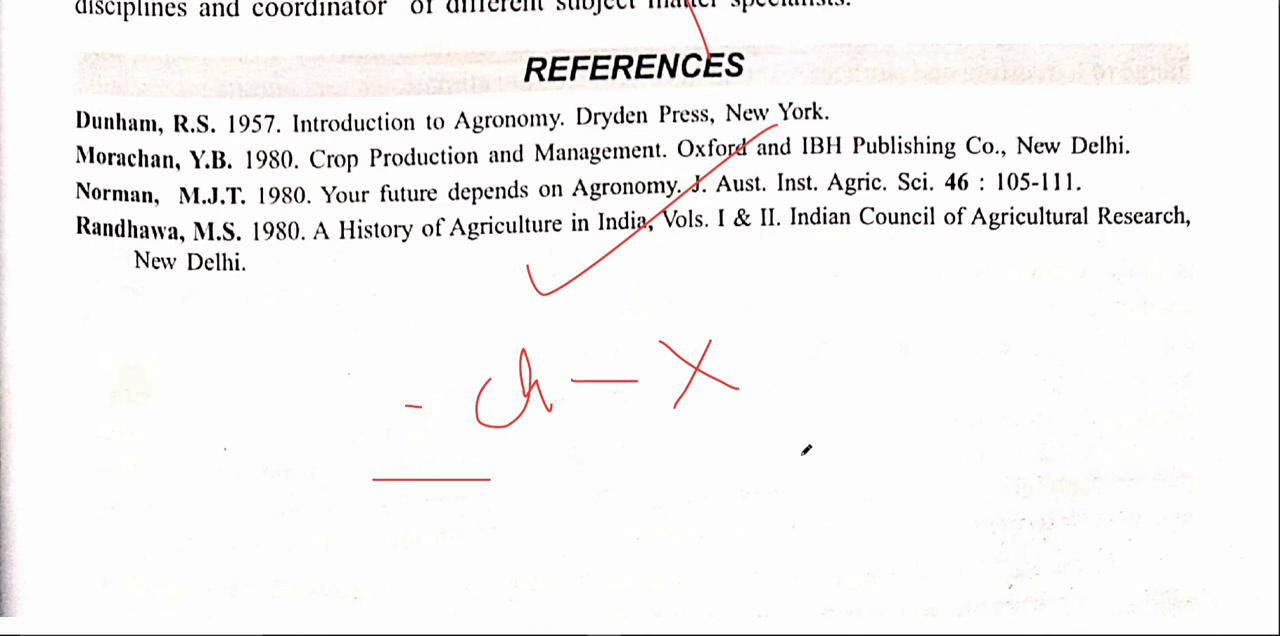 disciplines and coordinator of different subject matter specialists.
REFERENCES
Dunham, R.S. 1957. Introduction to Agronomy. Dryden Press, New York.
Morachan, Y.B. 1980. Crop Production and Management. Oxford and IBH Publishing Co., New Delhi.
Norman, M.J.T. 1980. Your future depends on Agronomy. J. Aust. Inst. Agric. Sci. 46 : 105-111.
Randhawa, M.S. 1980. A History of Agriculture in India, Vols. I & II. Indian Council of Agricultural Research,
New Delhi.
- Ch - X